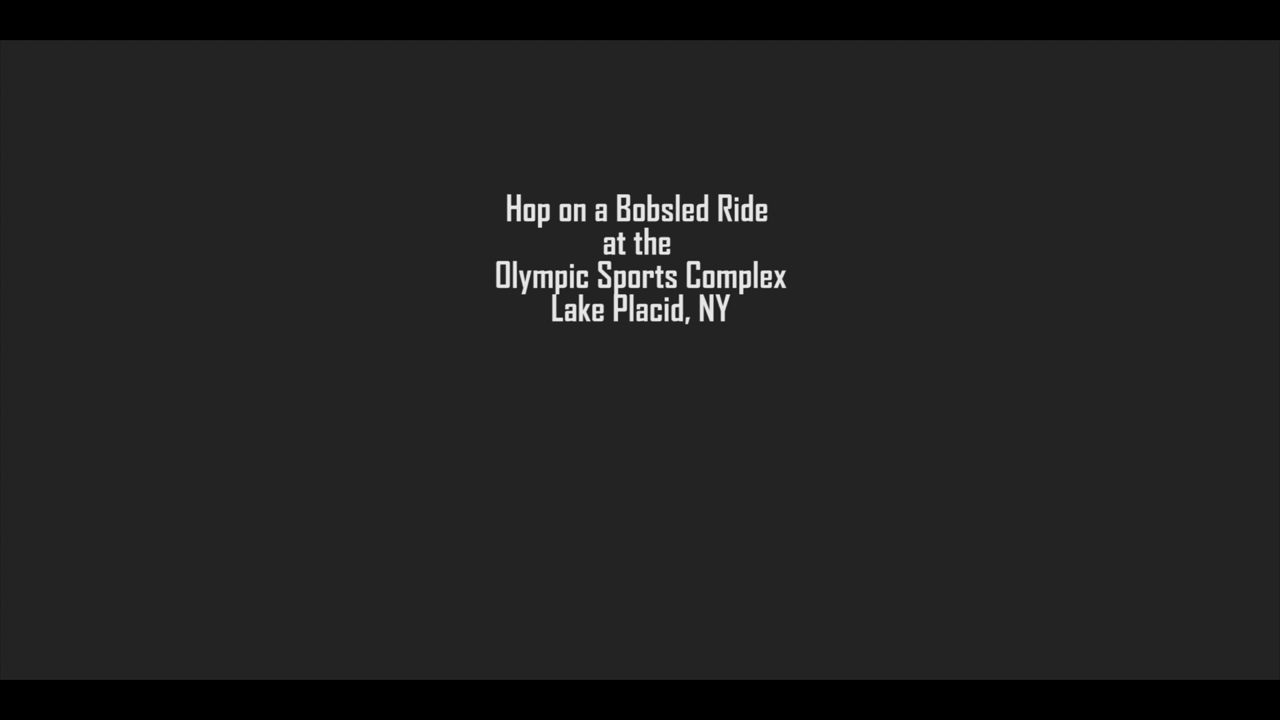 Hop on a Bobsled Ride
at the
Olympic Sports Complex
Lake Placid, NY